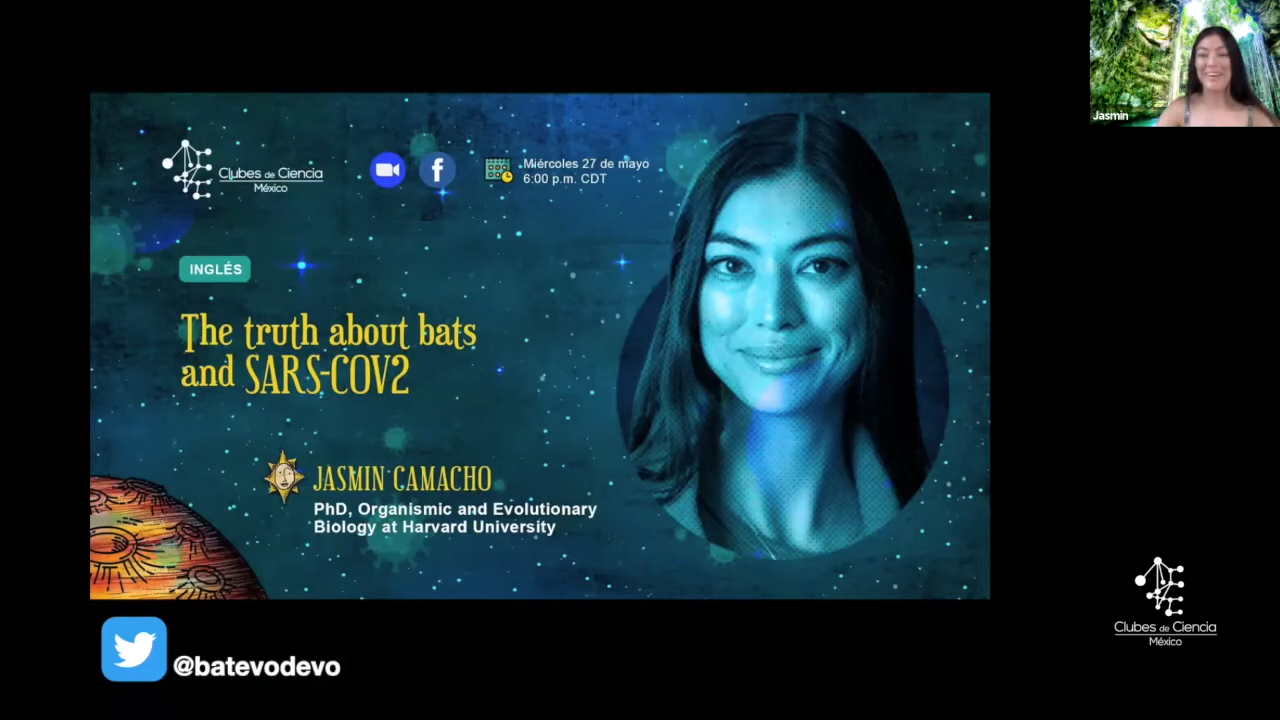 Jasmin
Clubes de Ciencia
México
Miércoles 27 de mayo
6:00 p.m. CDT
INGLÉS
The truth about bats
and SARS-COV2
JASMIN CAMACHO
PhD, Organismic and Evolutionary
Biology at Harvard University
@batevodevo
Clubes de Ciencia
México